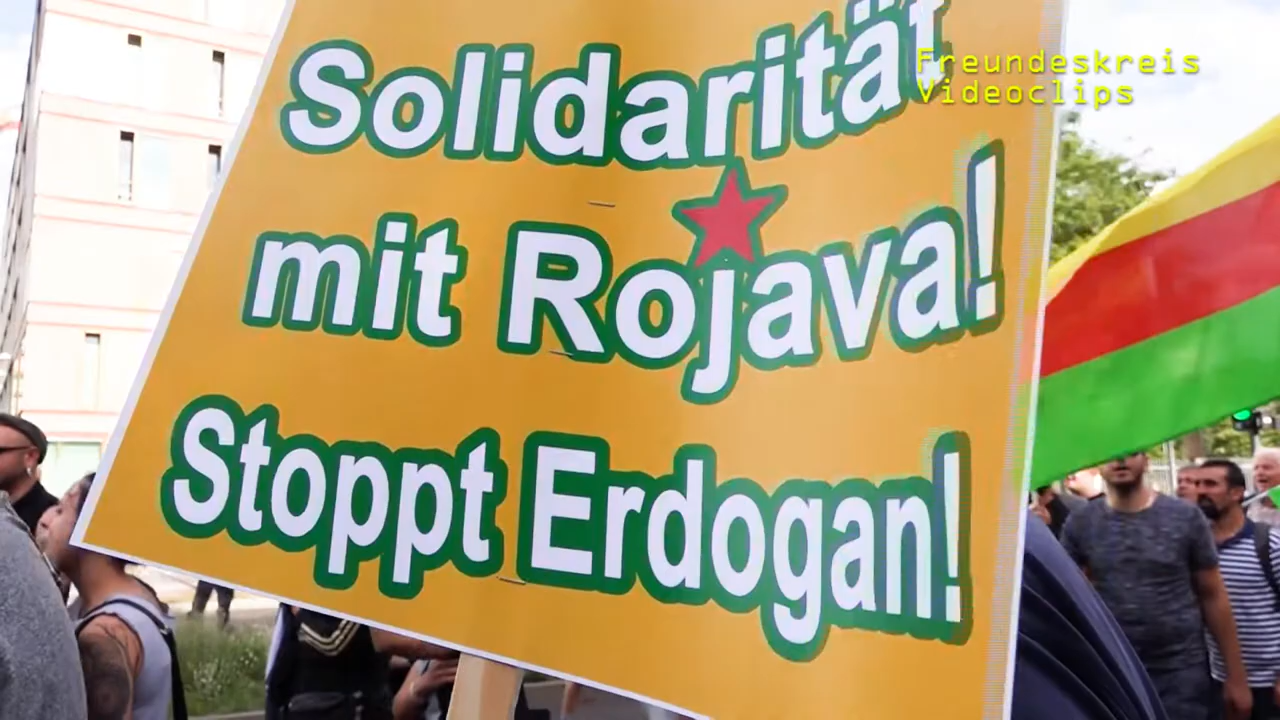 Solidarität
mit Rojava!
Stoppt Erdogan!
Freundeskreis
Videoclips